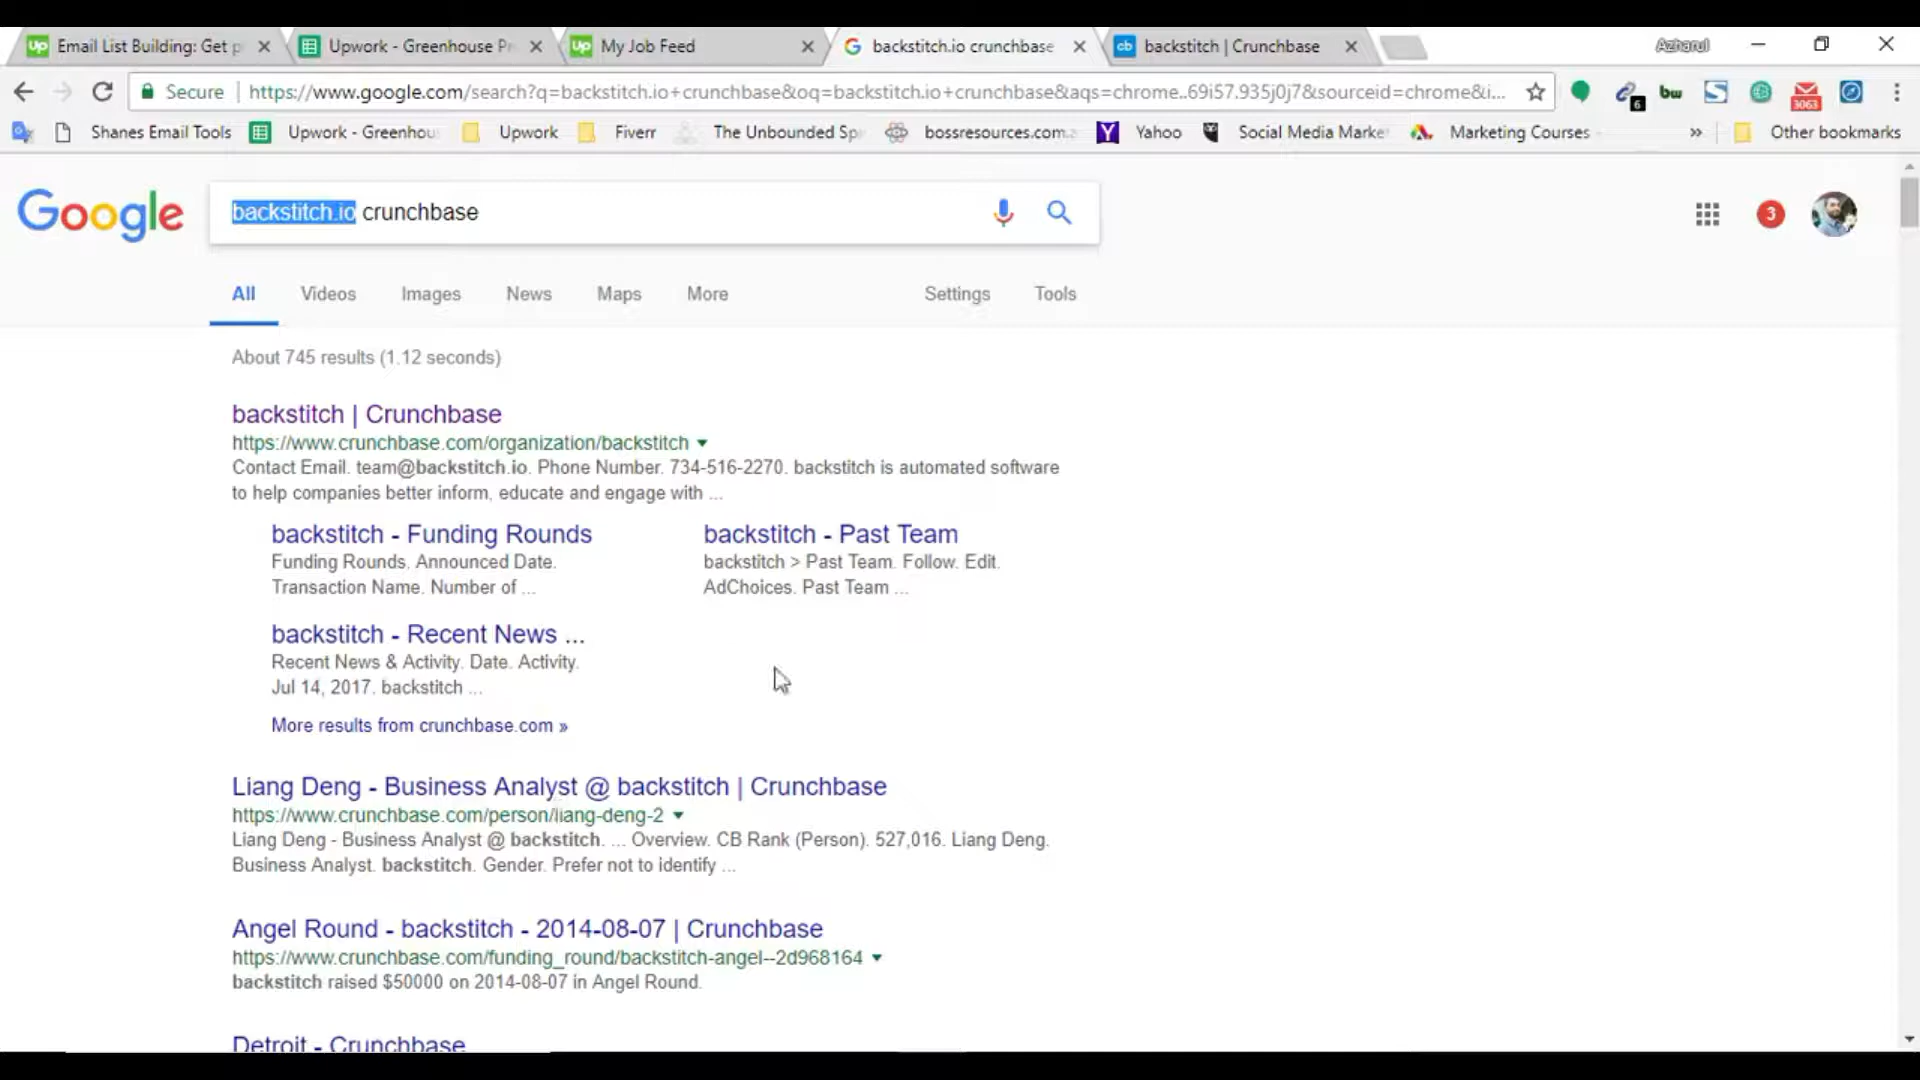 Email List Building: Get p
Upwork - Greenhouse Pr
My Job Feed
backstitch.io crunchbase
backstitch | Crunchbase
Azharul
Secure
https://www.google.com/search?q=backstitch.io+crunchbase&oq=backstitch.io+crunchbase&aqs=chrome..69i57.935j0j7&sourceid=chrome&i...
6
bw
3063
Shanes Email Tools
Upwork - Greenhou
Upwork
Fiverr
The Unbounded Sp
bossresources.com
Yahoo
Social Media Marke
Marketing Courses
»
Other bookmarks
Google
backstitch.io crunchbase
3
All
Videos
Images
News
Maps
More
Settings
Tools
About 745 results (1.12 seconds)
backstitch | Crunchbase
https://www.crunchbase.com/organization/backstitch
Contact Email. team@backstitch.io. Phone Number. 734-516-2270. backstitch is automated software
to help companies better inform, educate and engage with ...
backstitch - Funding Rounds
Funding Rounds. Announced Date.
Transaction Name. Number of ...
backstitch - Past Team
backstitch > Past Team. Follow. Edit.
AdChoices. Past Team ...
backstitch - Recent News ...
Recent News & Activity. Date. Activity.
Jul 14, 2017. backstitch ...
More results from crunchbase.com »
Liang Deng - Business Analyst @ backstitch | Crunchbase
https://www.crunchbase.com/person/liang-deng-2
Liang Deng - Business Analyst @ backstitch. ... Overview. CB Rank (Person). 527,016. Liang Deng.
Business Analyst. backstitch. Gender. Prefer not to identify ...
Angel Round - backstitch - 2014-08-07 | Crunchbase
https://www.crunchbase.com/funding_round/backstitch-angel--2d968164
backstitch raised $50000 on 2014-08-07 in Angel Round.
Detroit - Crunchbase